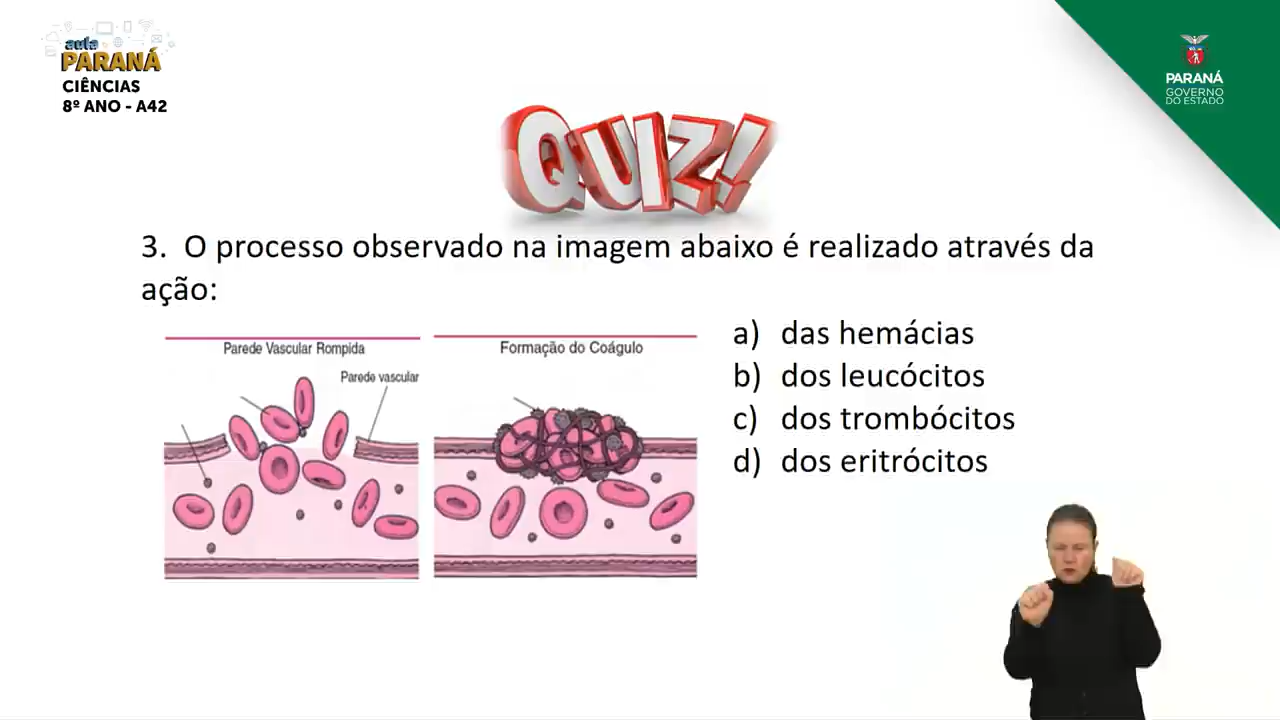 aula
PARANÁ
CIÊNCIAS
8º ANO - A42
PARANÁ
GOVERNO
DO ESTADO
QUIZ!
3. O processo observado na imagem abaixo é realizado através da
ação:
Parede Vascular Rompida
Parede vascular
Formação do Coágulo
a) das hemácias
b) dos leucócitos
c) dos trombócitos
d) dos eritrócitos